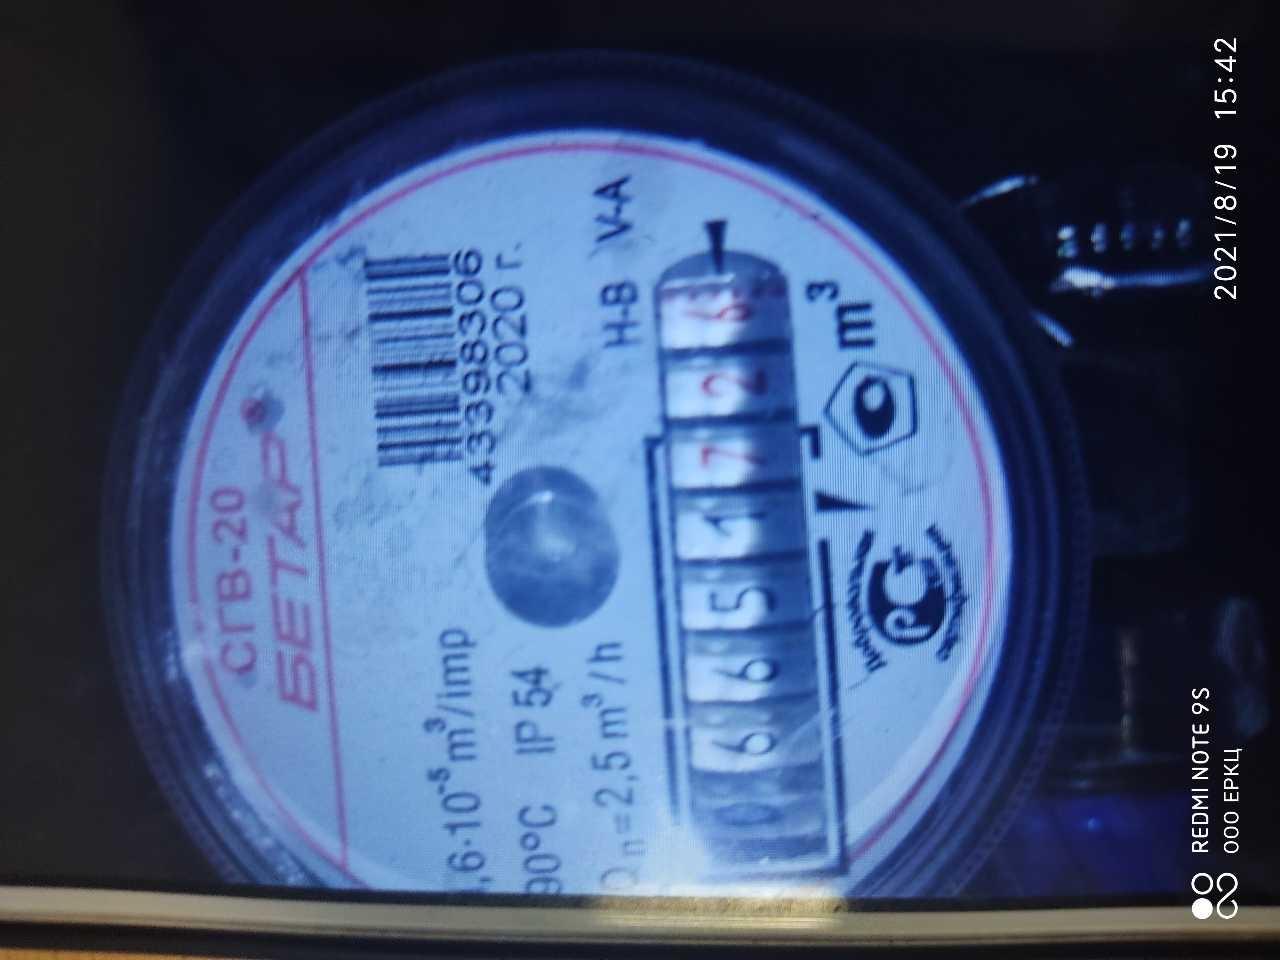 СГВ-20
БЕТАР®
43398306
2020 г.
,6·10⁻⁵ m³/imp
90°C IP 54
Qn=2,5 m³/h
H-B V-A
0 6 6 5 1 7 2 6
m³
РСТ
REDMI NOTE 9S
ООО ЕРКЦ
2021/8/19 15:42